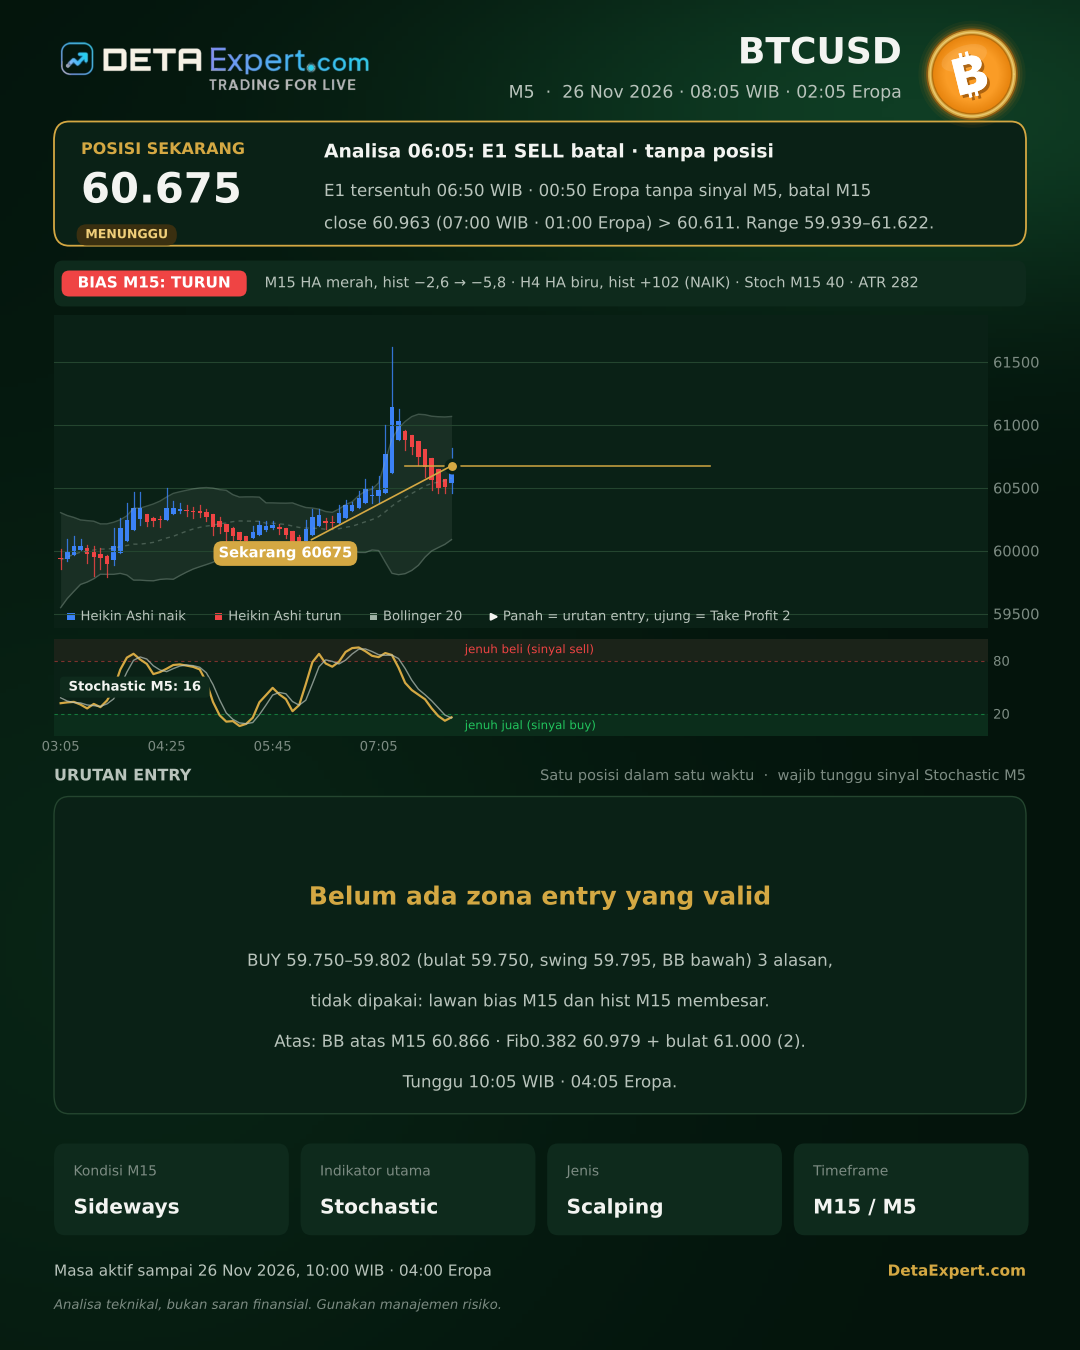 DETA Expert.com
TRADING FOR LIVE
BTCUSD
M5 · 26 Nov 2026 · 08:05 WIB · 02:05 Eropa
POSISI SEKARANG
60.675
MENUNGGU
Analisa 06:05: E1 SELL batal · tanpa posisi
E1 tersentuh 06:50 WIB · 00:50 Eropa tanpa sinyal M5, batal M15
close 60.963 (07:00 WIB · 01:00 Eropa) > 60.611. Range 59.939–61.622.
BIAS M15: TURUN
M15 HA merah, hist −2,6 → −5,8 · H4 HA biru, hist +102 (NAIK) · Stoch M15 40 · ATR 282
61500
61000
60500
60000
59500
Sekarang 60675
Heikin Ashi naik
Heikin Ashi turun
Bollinger 20
Panah = urutan entry, ujung = Take Profit 2
jenuh beli (sinyal sell)
80
Stochastic M5: 16
20
jenuh jual (sinyal buy)
03:05
04:25
05:45
07:05
URUTAN ENTRY
Satu posisi dalam satu waktu · wajib tunggu sinyal Stochastic M5
Belum ada zona entry yang valid
BUY 59.750–59.802 (bulat 59.750, swing 59.795, BB bawah) 3 alasan,
tidak dipakai: lawan bias M15 dan hist M15 membesar.
Atas: BB atas M15 60.866 · Fib0.382 60.979 + bulat 61.000 (2).
Tunggu 10:05 WIB · 04:05 Eropa.
Kondisi M15
Sideways
Indikator utama
Stochastic
Jenis
Scalping
Timeframe
M15 / M5
Masa aktif sampai 26 Nov 2026, 10:00 WIB · 04:00 Eropa
DetaExpert.com
Analisa teknikal, bukan saran finansial. Gunakan manajemen risiko.